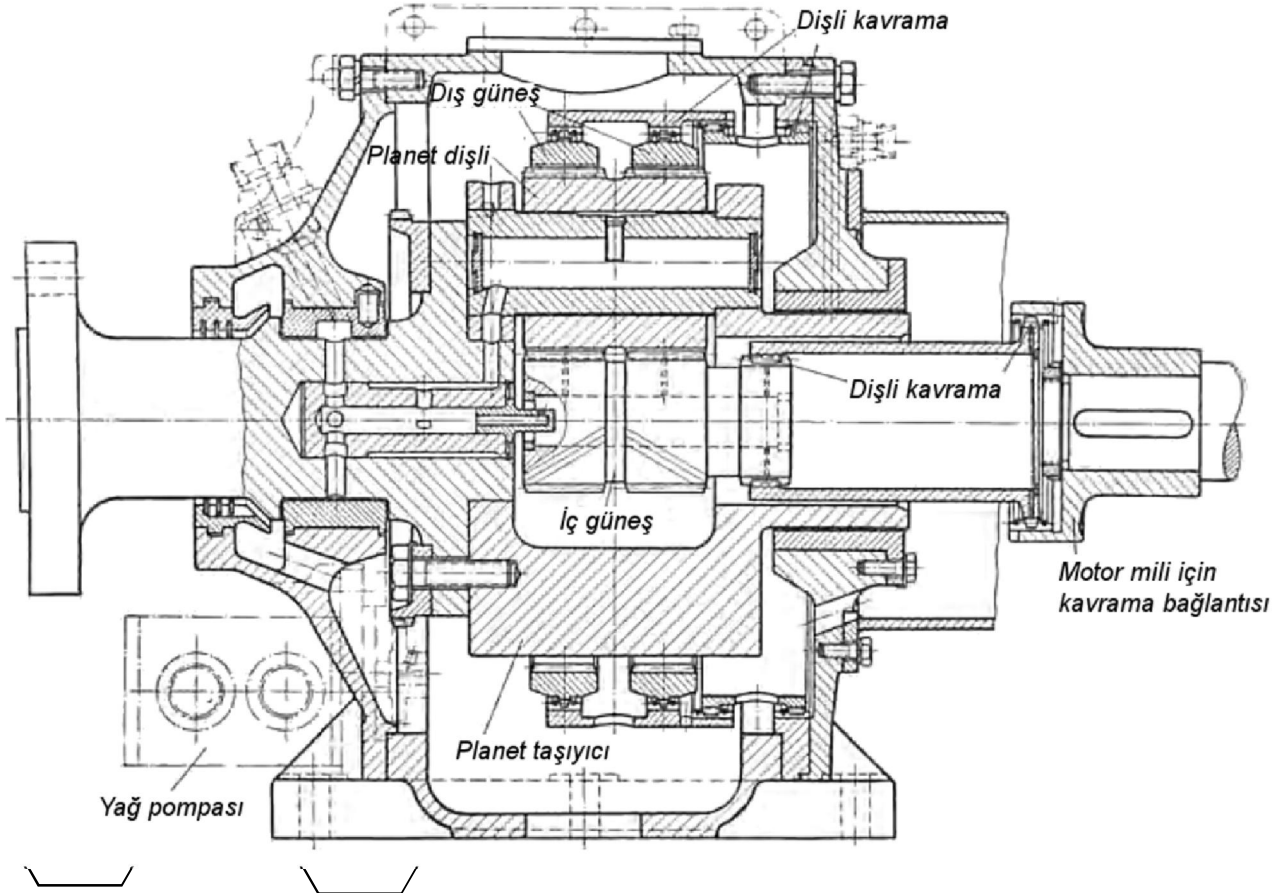 Dişli kavrama
Dış güneş
Planet dişli
Dişli kavrama
İç güneş
Motor mili için
kavrama bağlantısı
Planet taşıyıcı
Yağ pompası